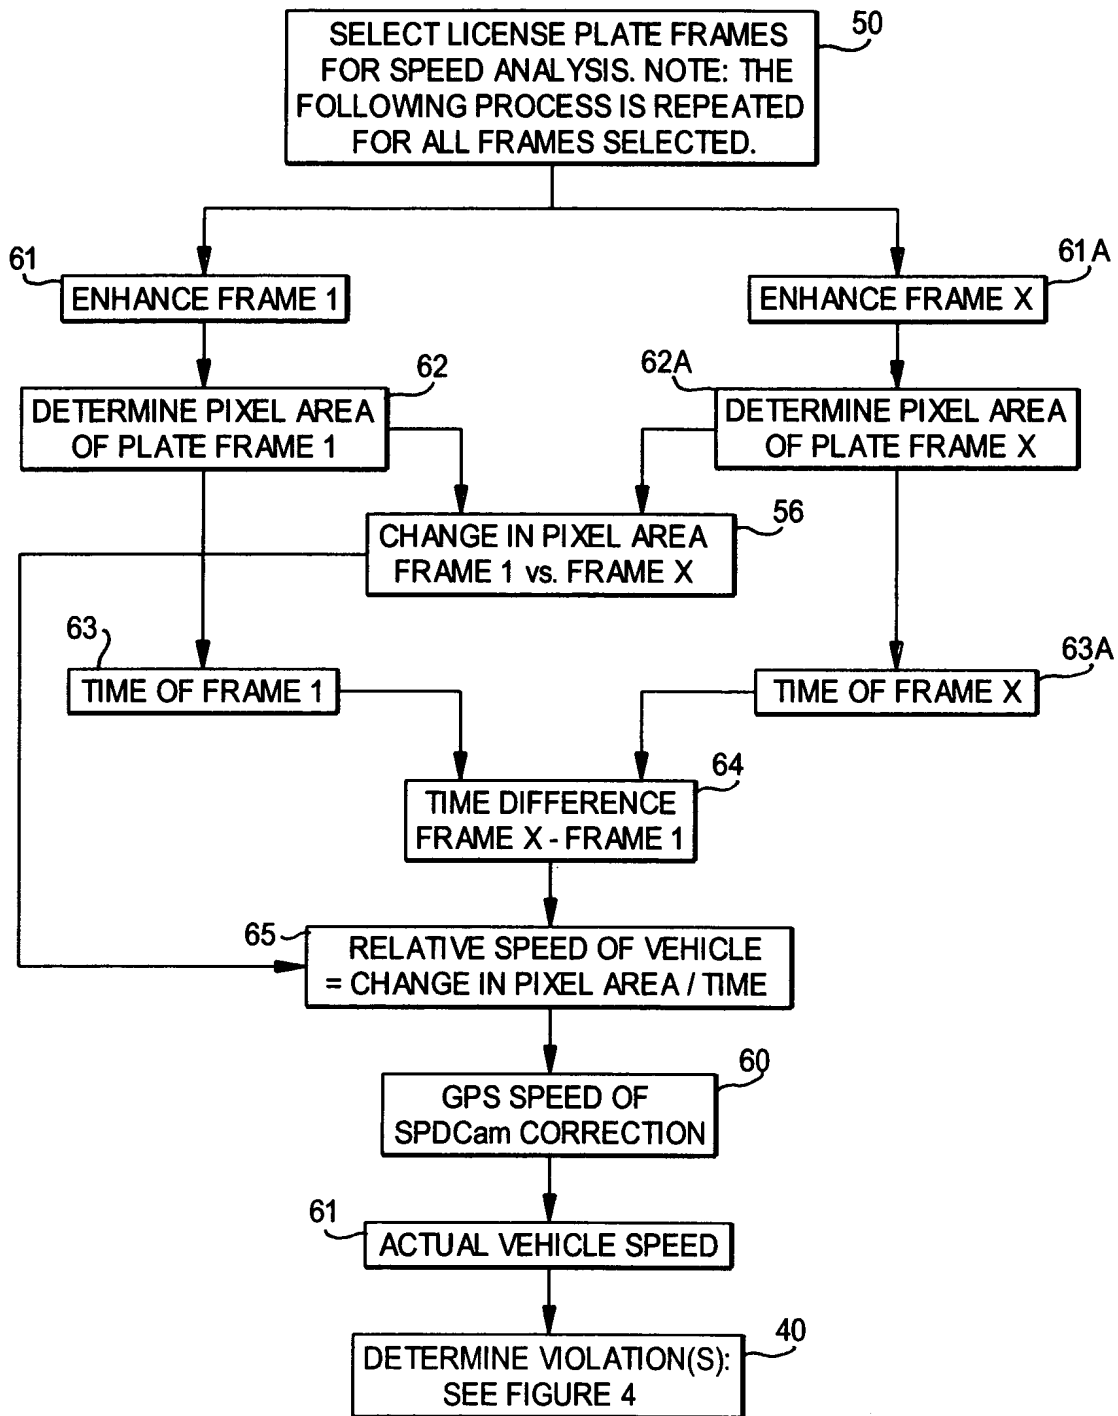 50
SELECT LICENSE PLATE FRAMES
FOR SPEED ANALYSIS. NOTE: THE
FOLLOWING PROCESS IS REPEATED
FOR ALL FRAMES SELECTED.
61
ENHANCE FRAME 1
61A
ENHANCE FRAME X
62
DETERMINE PIXEL AREA
OF PLATE FRAME 1
62A
DETERMINE PIXEL AREA
OF PLATE FRAME X
56
CHANGE IN PIXEL AREA
FRAME 1 vs. FRAME X
63
TIME OF FRAME 1
63A
TIME OF FRAME X
64
TIME DIFFERENCE
FRAME X - FRAME 1
65
RELATIVE SPEED OF VEHICLE
= CHANGE IN PIXEL AREA / TIME
60
GPS SPEED OF
SPDCam CORRECTION
61
ACTUAL VEHICLE SPEED
40
DETERMINE VIOLATION(S):
SEE FIGURE 4